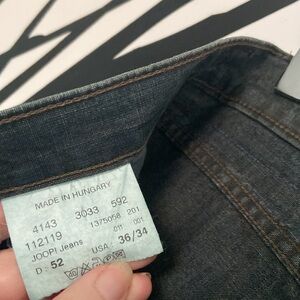 MADE IN HUNGARY
4143 3033 592
112119 1375058 201
011 001
JOOP! Jeans USA 36/34
D : 52